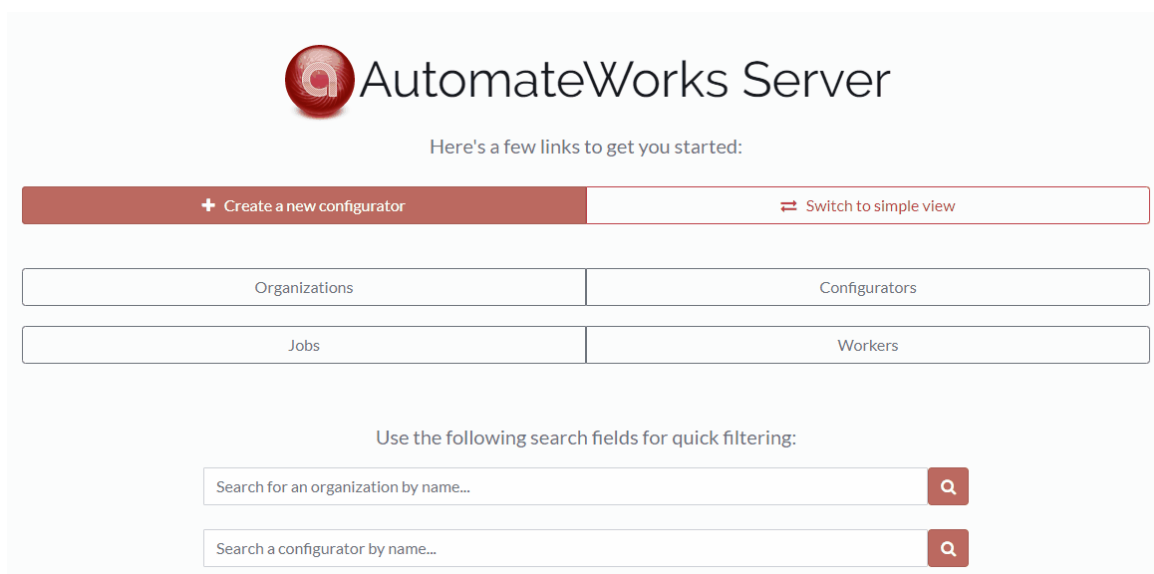 AutomateWorks Server
Here's a few links to get you started:
Create a new configurator
Switch to simple view
Organizations
Configurators
Jobs
Workers
Use the following search fields for quick filtering:
Search for an organization by name...
Search a configurator by name...